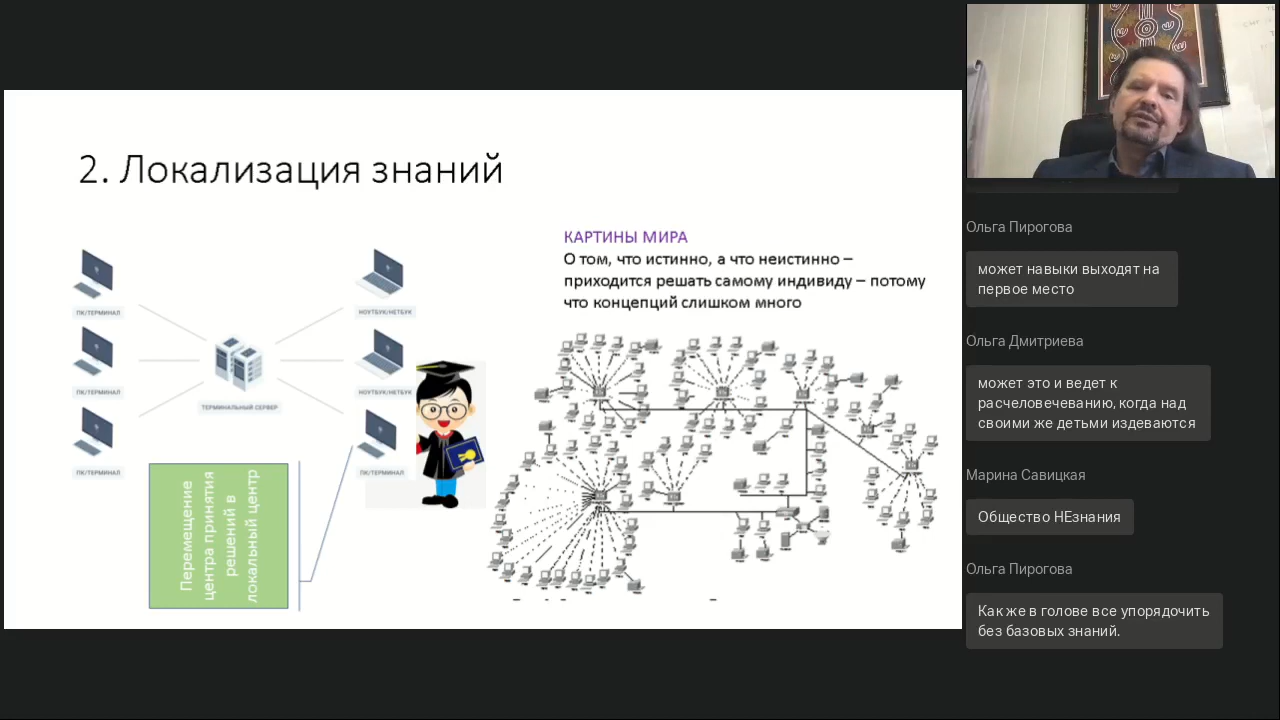 2. Локализация знаний
ПК/ТЕРМИНАЛ
НОУТБУК/НЕТБУК
ПК/ТЕРМИНАЛ
НОУТБУК/НЕТБУК
ТЕРМИНАЛЬНЫЙ СЕРВЕР
ПК/ТЕРМИНАЛ
ПК/ТЕРМИНАЛ
Перемещение
центра принятия
решений в
локальный центр
КАРТИНЫ МИРА
О том, что истинно, а что неистинно –
приходится решать самому индивиду – потому
что концепций слишком много
Ольга Пирогова
может навыки выходят на
первое место
Ольга Дмитриева
может это и ведет к
расчеловечеванию, когда над
своими же детьми издеваются
Марина Савицкая
Общество НЕзнания
Ольга Пирогова
Как же в голове все упорядочить
без базовых знаний.